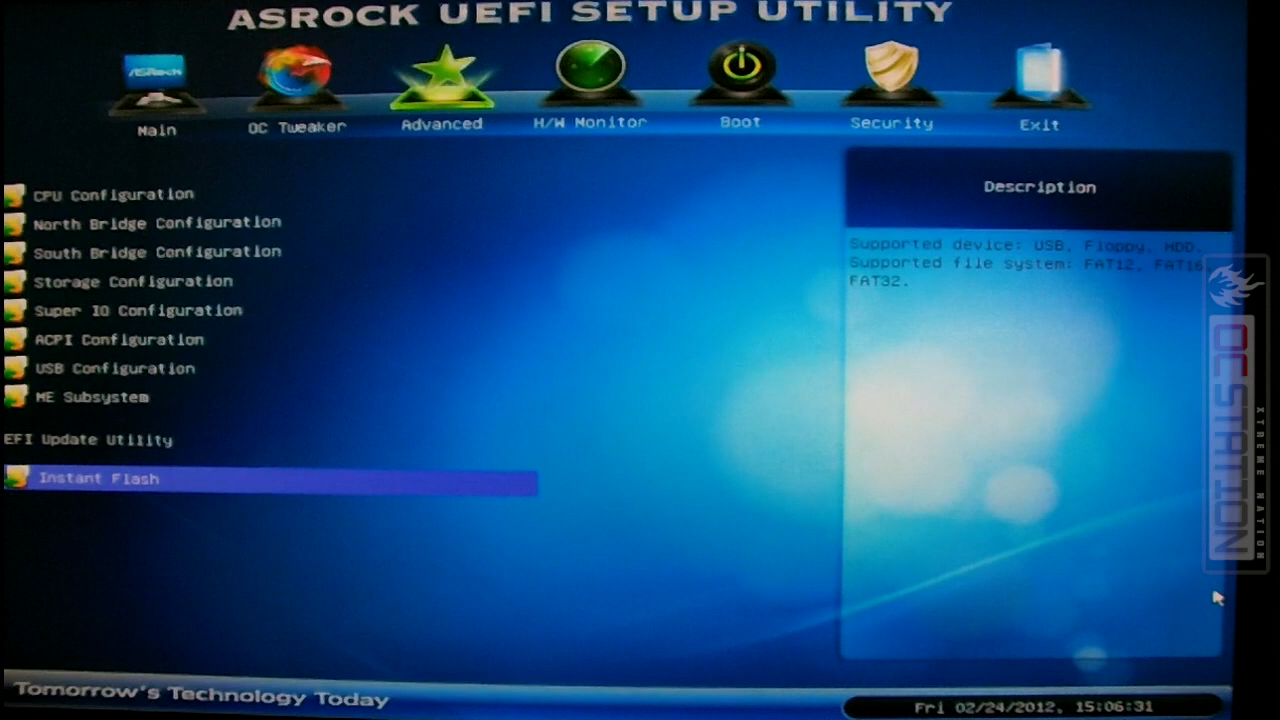 ASROCK UEFI SETUP UTILITY
ASRock
Main
OC Tweaker
Advanced
H/W Monitor
Boot
Security
Exit
CPU Configuration
North Bridge Configuration
South Bridge Configuration
Storage Configuration
Super IO Configuration
ACPI Configuration
USB Configuration
ME Subsystem
EFI Update Utility
Instant Flash
Description
Supported device: USB, Floppy, HDD.
Supported file system: FAT12, FAT16,
FAT32.
OCSTATION
XTREME NATION
Tomorrow's Technology Today
Fri 02/24/2012, 15:06:31